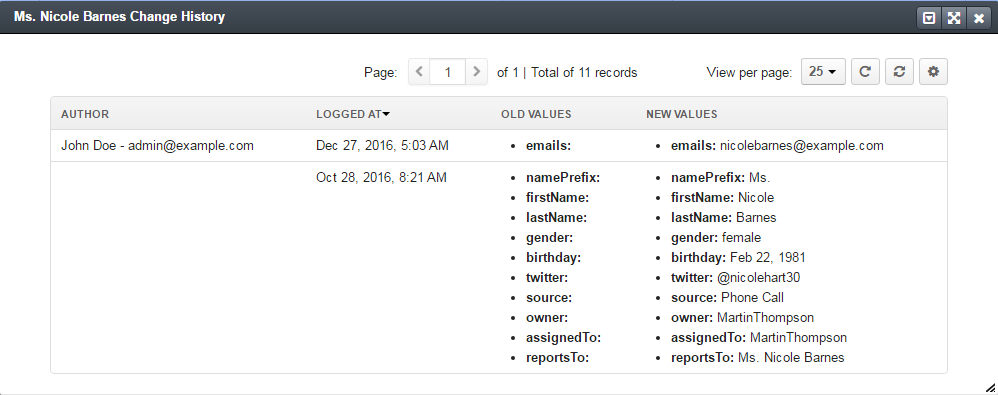 Ms. Nicole Barnes Change History
Page: 1 of 1 | Total of 11 records View per page: 25
AUTHOR LOGGED AT OLD VALUES NEW VALUES
John Doe - admin@example.com Dec 27, 2016, 5:03 AM • emails: • emails: nicolebarnes@example.com
Oct 28, 2016, 8:21 AM • namePrefix: • namePrefix: Ms.
• firstName: • firstName: Nicole
• lastName: • lastName: Barnes
• gender: • gender: female
• birthday: • birthday: Feb 22, 1981
• twitter: • twitter: @nicolehart30
• source: • source: Phone Call
• owner: • owner: MartinThompson
• assignedTo: • assignedTo: MartinThompson
• reportsTo: • reportsTo: Ms. Nicole Barnes